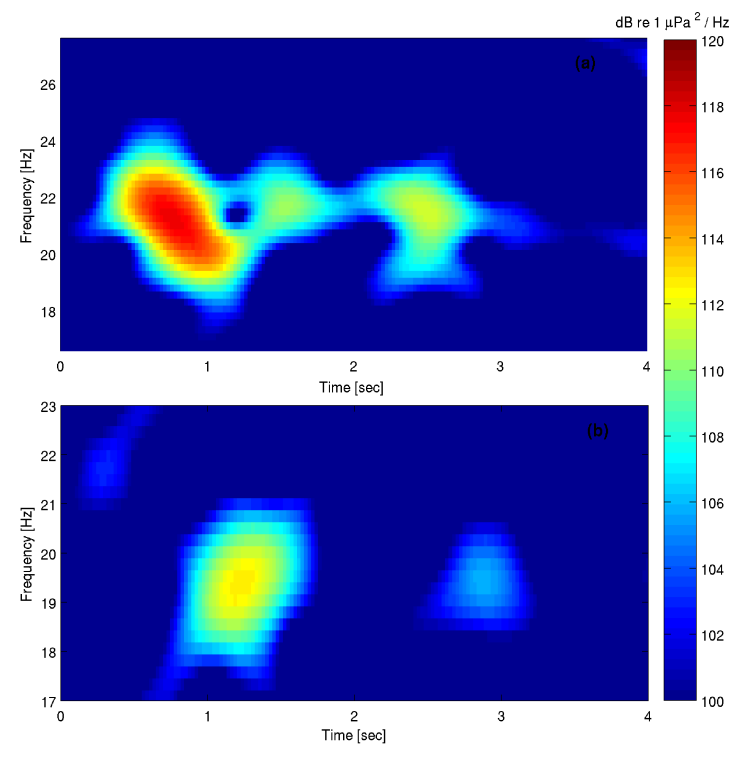 dB re 1 μPa 2 / Hz
(a)
26
24
22
20
18
Frequency [Hz]
0 1 2 3 4
Time [sec]
(b)
23
22
21
20
19
18
17
Frequency [Hz]
0 1 2 3 4
Time [sec]
120
118
116
114
112
110
108
106
104
102
100